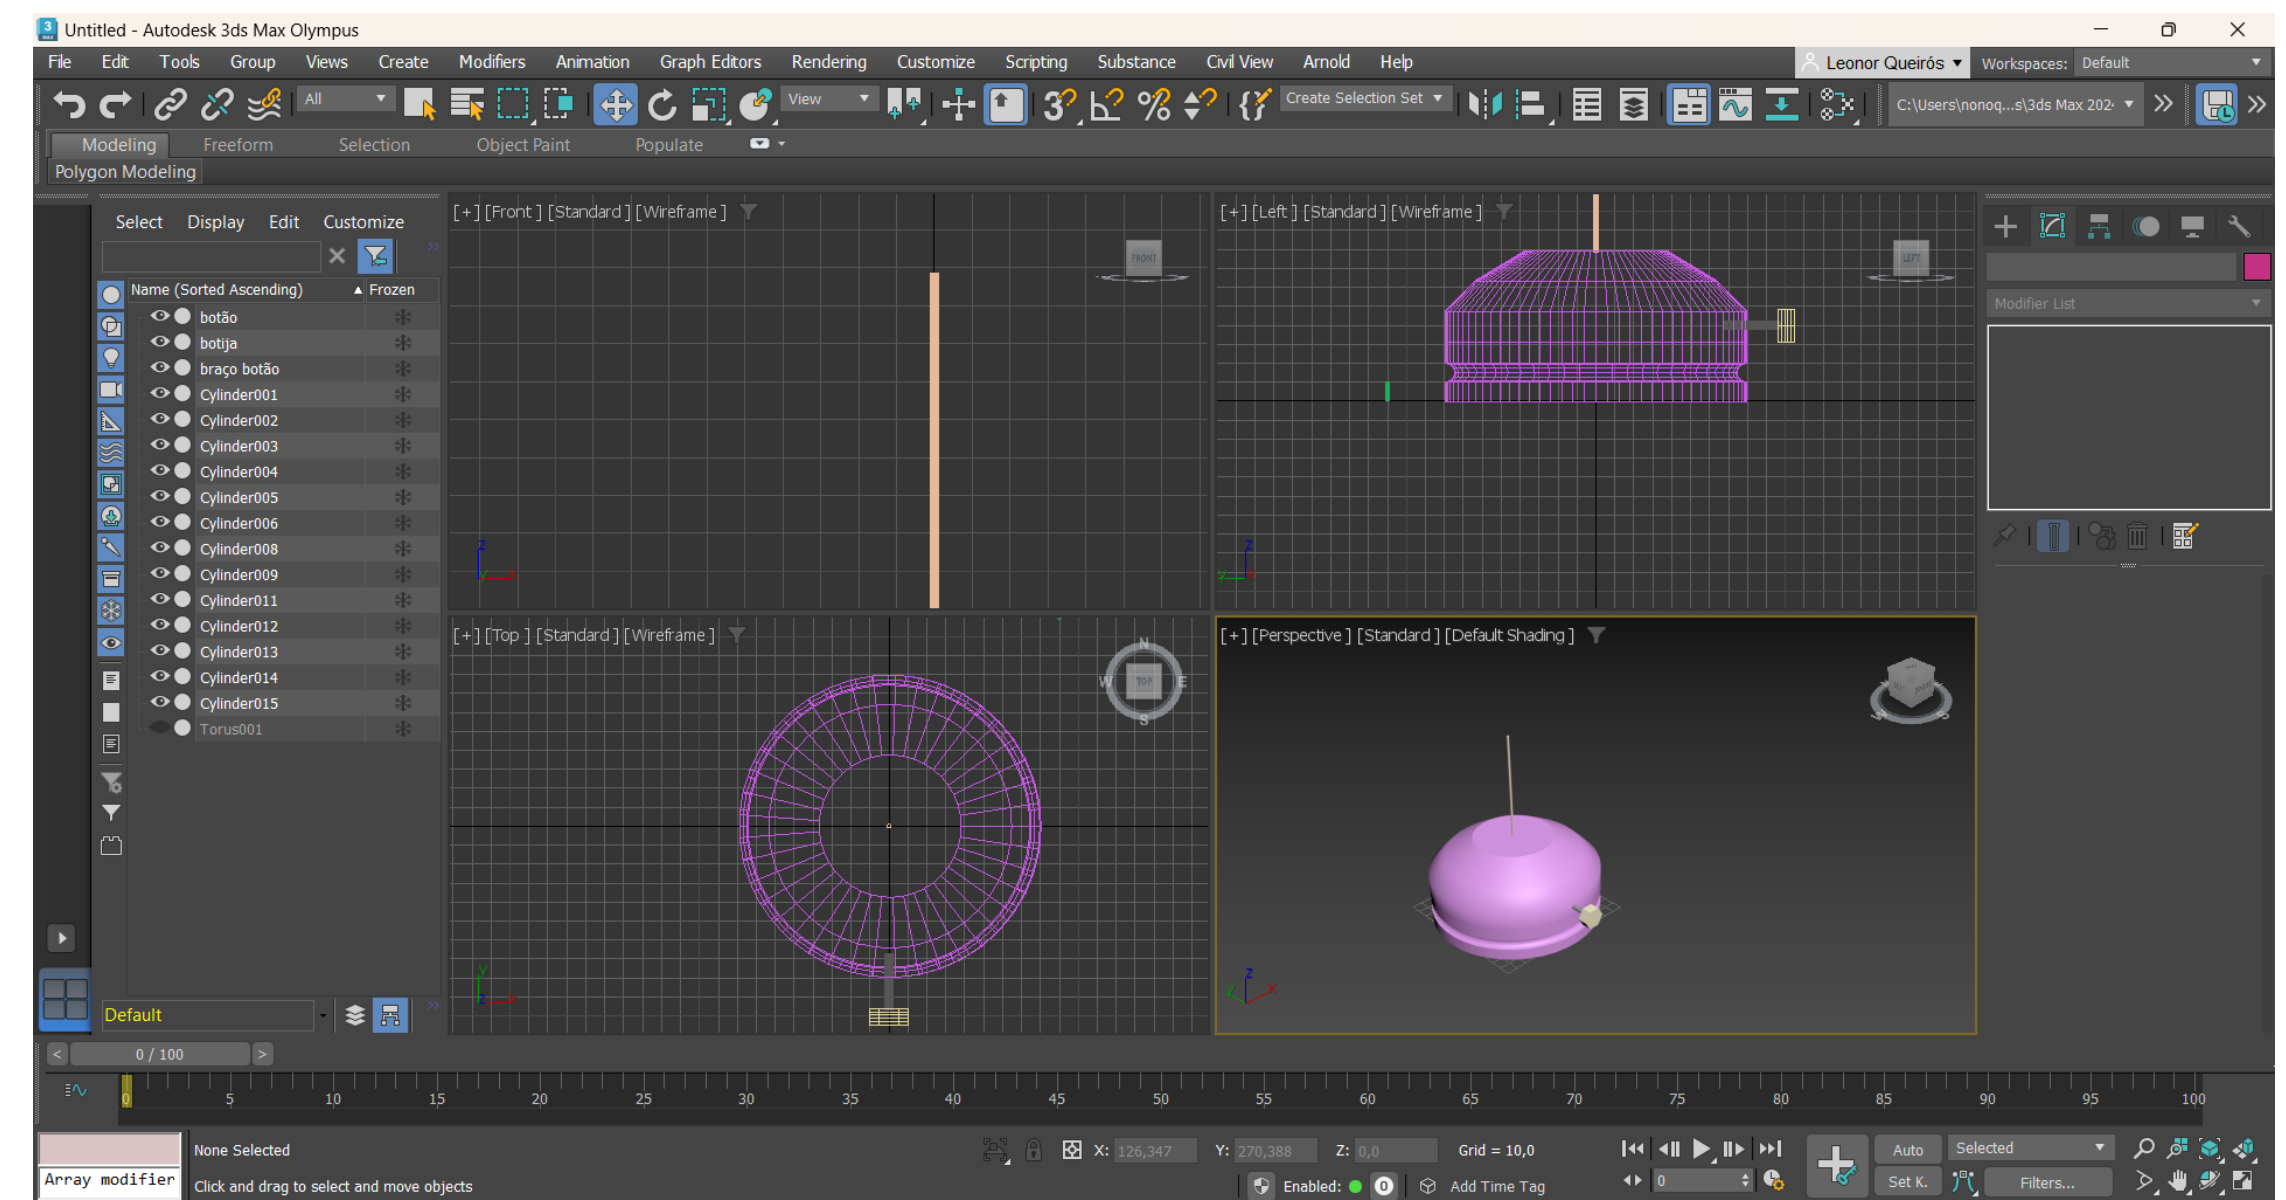 Untitled - Autodesk 3ds Max Olympus
File Edit Tools Group Views Create Modifiers Animation Graph Editors Rendering Customize Scripting Substance Civil View Arnold Help Leonor Queirós Workspaces: Default
All View Create Selection Set C:\Users\nonoq...s\3ds Max 202
Modeling Freeform Selection Object Paint Populate
Polygon Modeling
Select Display Edit Customize
Name (Sorted Ascending) Frozen
botão
botija
braço botão
Cylinder001
Cylinder002
Cylinder003
Cylinder004
Cylinder005
Cylinder006
Cylinder008
Cylinder009
Cylinder011
Cylinder012
Cylinder013
Cylinder014
Cylinder015
Torus001
Default
[+] [Front ] [Standard ] [Wireframe ]
FRONT
z
y x
[+] [Left ] [Standard ] [Wireframe ]
LEFT
z
y
[+] [Top ] [Standard ] [Wireframe ]
N
W TOP E
S
y
z x
[+] [Perspective ] [Standard ] [Default Shading ]
z
y x
Modifier List
< 0 / 100 >
0 5 10 15 20 25 30 35 40 45 50 55 60 65 70 75 80 85 90 95 100
None Selected X: 126,347 Y: 270,388 Z: 0,0 Grid = 10,0 Auto Selected
Array modifier Click and drag to select and move objects Enabled: 0 Add Time Tag 0 Set K. Filters...